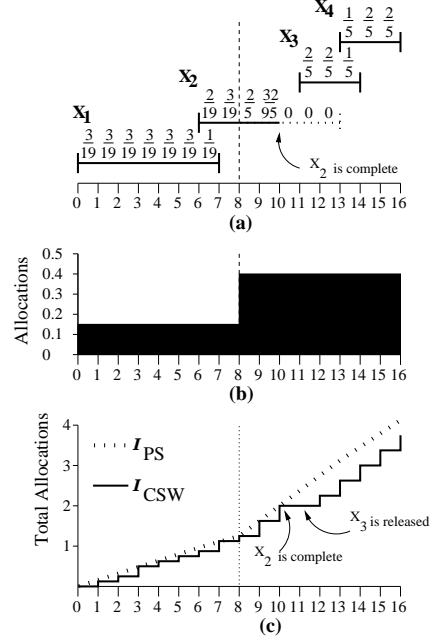 X4
1/5 2/5 2/5
X3
2/5 2/5 1/5
X2
2/19 3/19 2/5 32/95 0 0 0
X1
3/19 3/19 3/19 3/19 3/19 3/19 1/19
X2 is complete
0 1 2 3 4 5 6 7 8 9 10 11 12 13 14 15 16
(a)
Allocations
0.5
0.4
0.3
0.2
0.1
0
0 1 2 3 4 5 6 7 8 9 10 11 12 13 14 15 16
(b)
Total Allocations
4
3
2
1
I PS
I CSW
X3 is released
X2 is complete
0 1 2 3 4 5 6 7 8 9 10 11 12 13 14 15 16
(c)